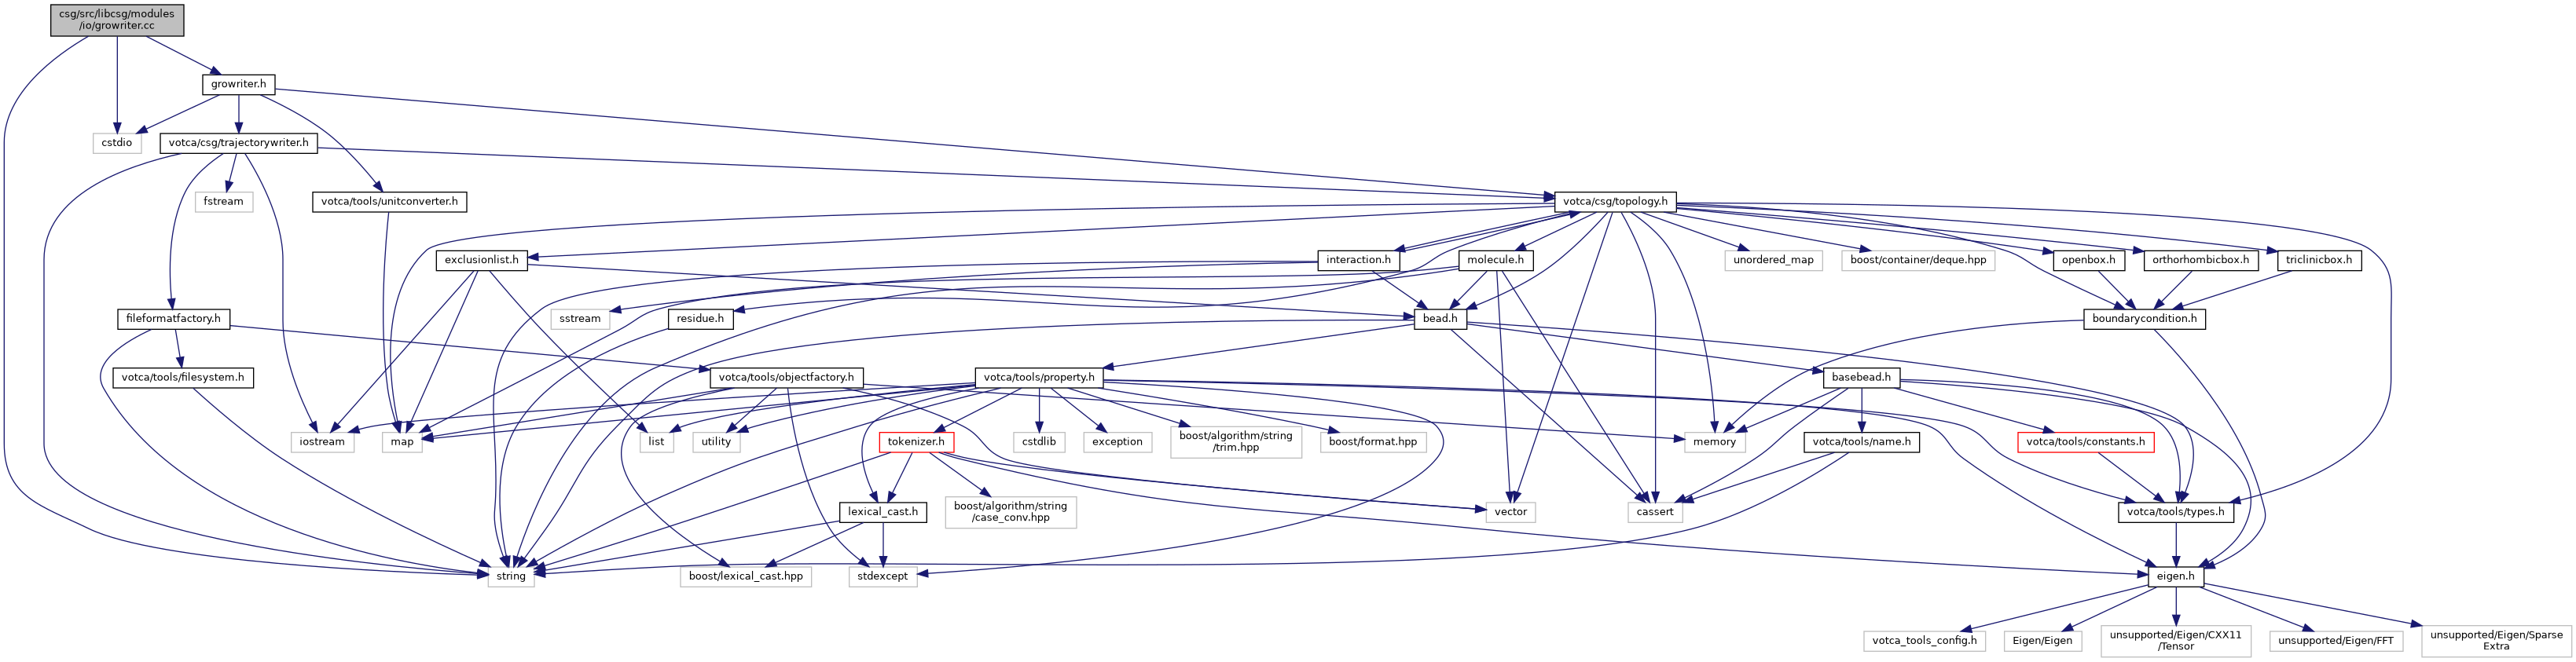 csg/src/libcsg/modules
/io/growriter.cc
growriter.h
cstdio
votca/csg/trajectorywriter.h
fstream
votca/tools/unitconverter.h
votca/csg/topology.h
exclusionlist.h
interaction.h
molecule.h
unordered_map
boost/container/deque.hpp
openbox.h
orthorhombicbox.h
triclinicbox.h
fileformatfactory.h
sstream
residue.h
bead.h
boundarycondition.h
votca/tools/filesystem.h
votca/tools/objectfactory.h
votca/tools/property.h
basebead.h
iostream
map
list
utility
tokenizer.h
cstdlib
exception
boost/algorithm/string
/trim.hpp
boost/format.hpp
memory
votca/tools/name.h
votca/tools/constants.h
lexical_cast.h
boost/algorithm/string
/case_conv.hpp
vector
cassert
votca/tools/types.h
string
boost/lexical_cast.hpp
stdexcept
eigen.h
votca_tools_config.h
Eigen/Eigen
unsupported/Eigen/CXX11
/Tensor
unsupported/Eigen/FFT
unsupported/Eigen/Sparse
Extra